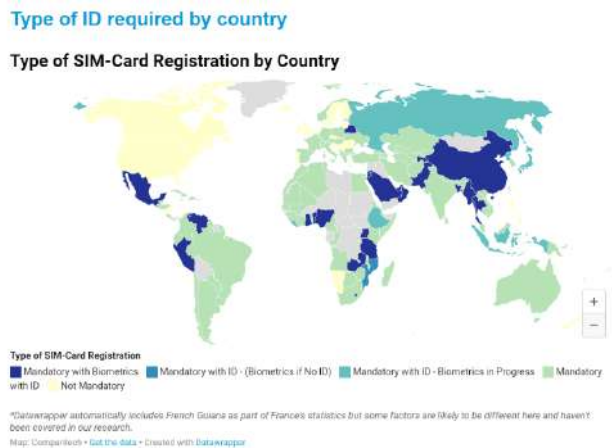 Type of ID required by country
Type of SIM-Card Registration by Country
+
−
Type of SIM-Card Registration
Mandatory with Biometrics Mandatory with ID - (Biometrics if No ID) Mandatory with ID - Biometrics in Progress Mandatory
with ID Not Mandatory
*Datawrapper automatically includes French Guiana as part of France's statistics but some factors are likely to be different here and haven't
been covered in our research.
Map: Comparitech • Get the data • Created with Datawrapper